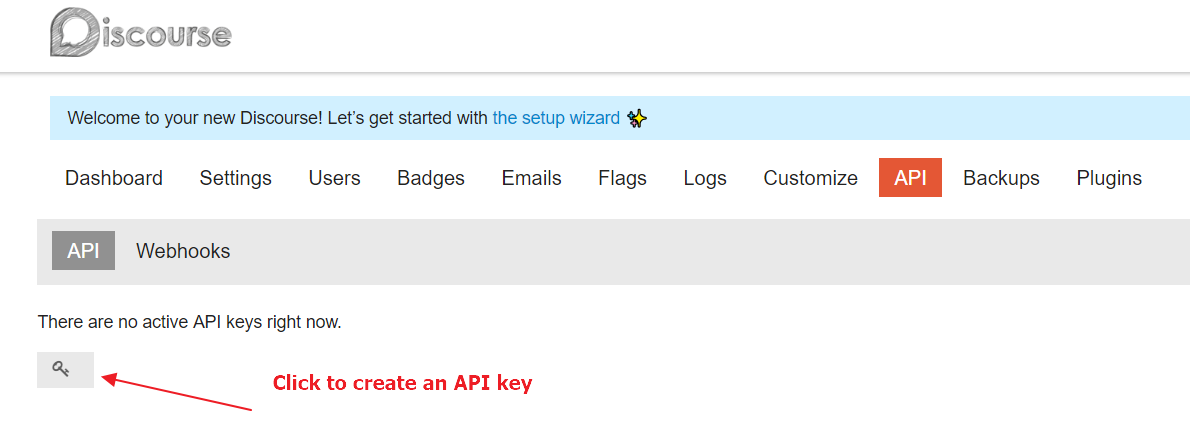 Discourse
Welcome to your new Discourse! Let’s get started with the setup wizard
Dashboard Settings Users Badges Emails Flags Logs Customize API Backups Plugins
API Webhooks
There are no active API keys right now.
Click to create an API key